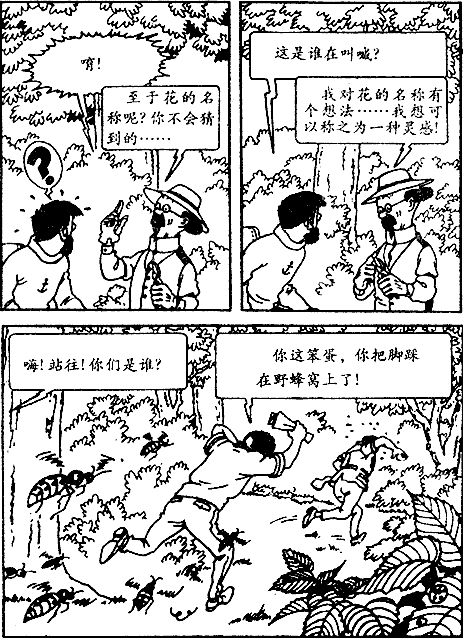 唷!
至于花的名
称呢?你不会猜
到的……
?
这是谁在叫喊?
我对花的名称有
个想法……我想可
以称之为一种灵感!
嗨!站往!你们是谁?
你这笨蛋,你把脚踩
在野蜂窝上了!